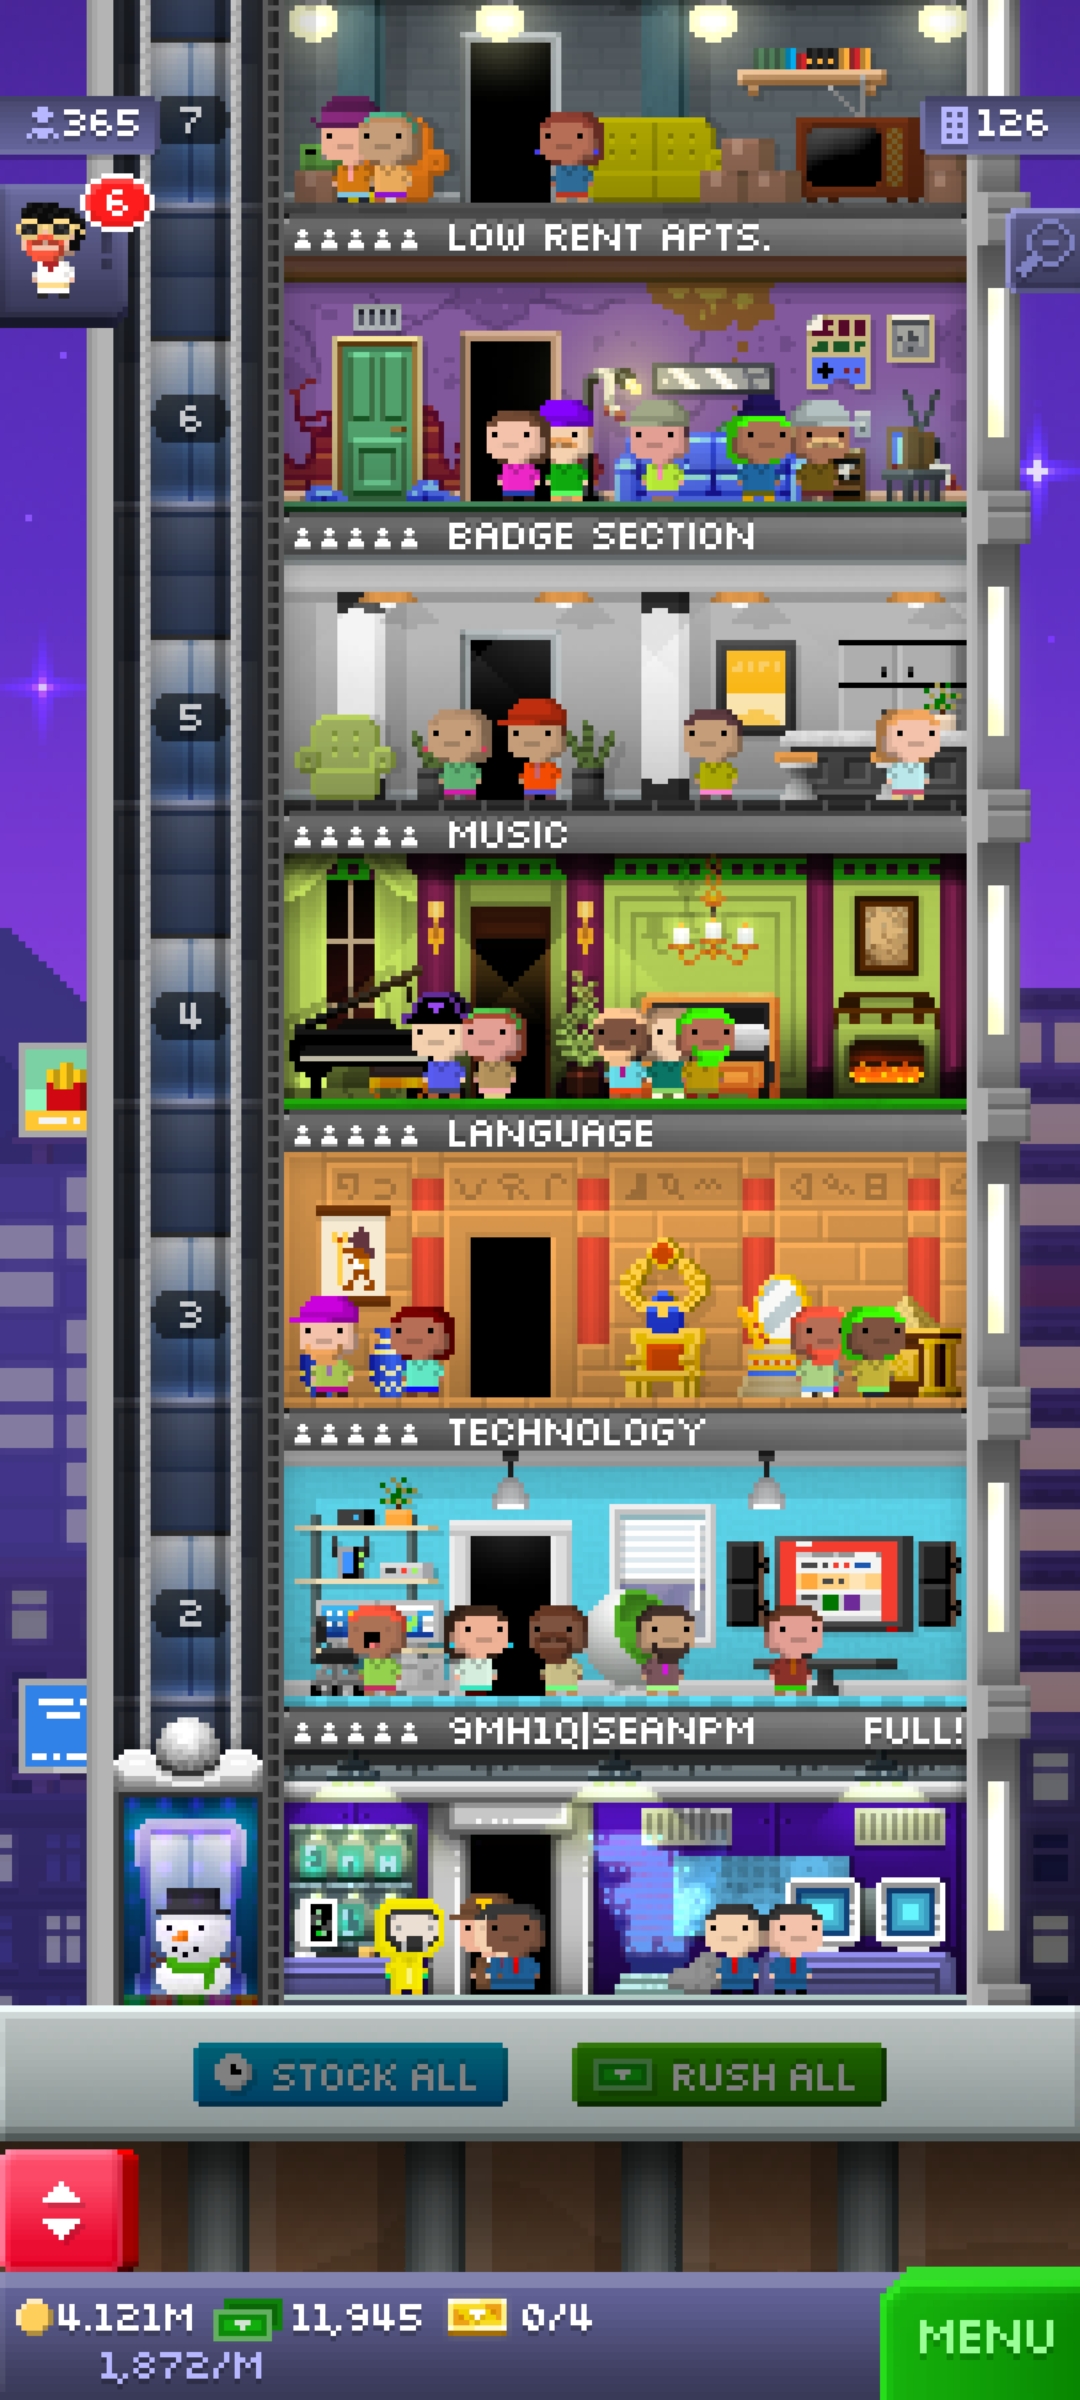 365
7
126
6
LOW RENT APTS.
6
BADGE SECTION
5
MUSIC
4
LANGUAGE
3
TECHNOLOGY
2
9MH1Q|SEANPM FULL!
STOCK ALL
RUSH ALL
4.121M 11,945 0/4
1,872/M
MENU